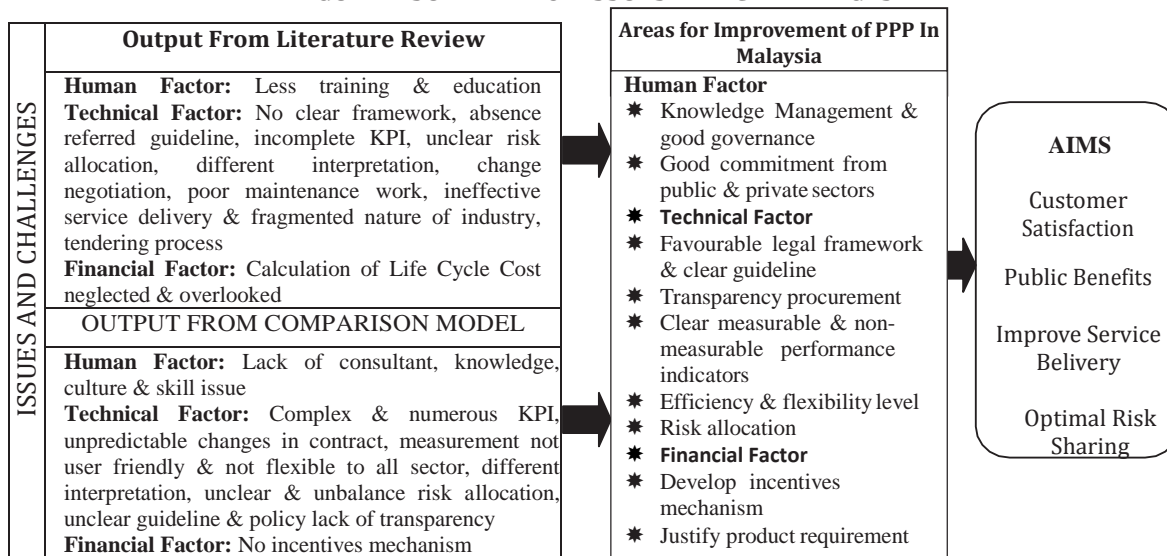 ISSUES AND CHALLENGES
Output From Literature Review
Human Factor: Less training & education
Technical Factor: No clear framework, absence
referred guideline, incomplete KPI, unclear risk
allocation, different interpretation, change
negotiation, poor maintenance work, ineffective
service delivery & fragmented nature of industry,
tendering process
Financial Factor: Calculation of Life Cycle Cost
neglected & overlooked
OUTPUT FROM COMPARISON MODEL
Human Factor: Lack of consultant, knowledge,
culture & skill issue
Technical Factor: Complex & numerous KPI,
unpredictable changes in contract, measurement not
user friendly & not flexible to all sector, different
interpretation, unclear & unbalance risk allocation,
unclear guideline & policy lack of transparency
Financial Factor: No incentives mechanism
Areas for Improvement of PPP In
Malaysia
Human Factor
✷ Knowledge Management &
good governance
✷ Good commitment from
public & private sectors
✷ Technical Factor
✷ Favourable legal framework
& clear guideline
✷ Transparency procurement
✷ Clear measurable & non-
measurable performance
indicators
✷ Efficiency & flexibility level
✷ Risk allocation
✷ Financial Factor
✷ Develop incentives
mechanism
✷ Justify product requirement
AIMS
Customer
Satisfaction
Public Benefits
Improve Service
Belivery
Optimal Risk
Sharing